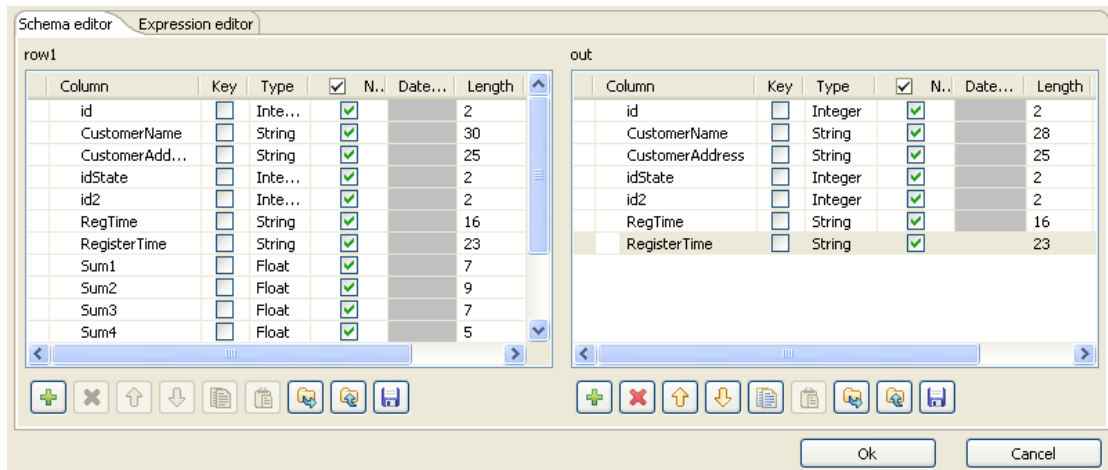 Schema editor Expression editor
row1
Column Key Type N.. Date... Length
id Inte... 2
CustomerName String 30
CustomerAdd... String 25
idState Inte... 2
id2 Inte... 2
RegTime String 16
RegisterTime String 23
Sum1 Float 7
Sum2 Float 9
Sum3 Float 7
Sum4 Float 5
out
Column Key Type N.. Date... Length
id Integer 2
CustomerName String 28
CustomerAddress String 25
idState Integer 2
id2 Integer 2
RegTime String 16
RegisterTime String 23
Ok Cancel